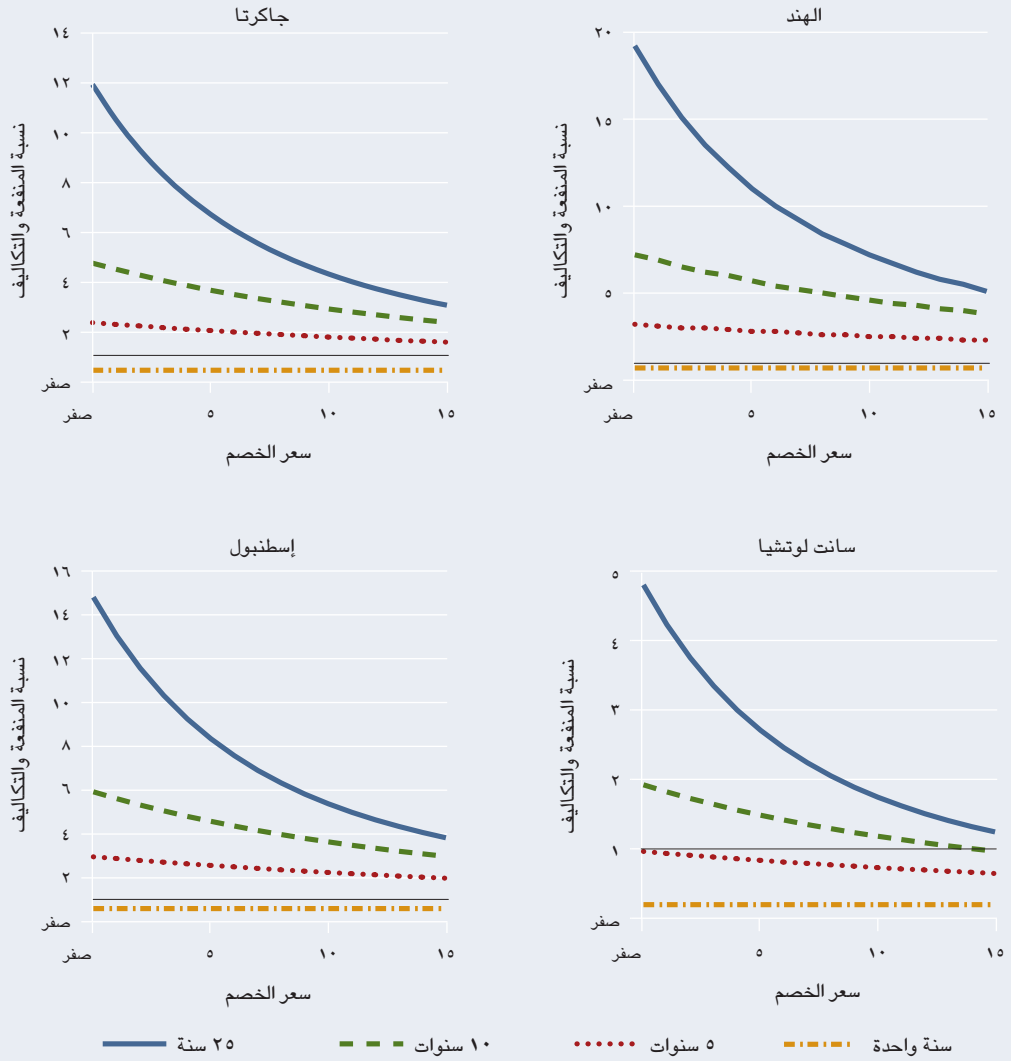 الهند
نسبة المنفعة والتكاليف
٢٠
١٥
١٠
٥
صفر
صفر
٥
١٠
١٥
سعر الخصم
جاكرتا
نسبة المنفعة والتكاليف
١٤
١٢
١٠
٨
٦
٤
٢
صفر
صفر
٥
١٠
١٥
سعر الخصم
سانت لوتشيا
نسبة المنفعة والتكاليف
٥
٤
٣
٢
١
صفر
صفر
٥
١٠
١٥
سعر الخصم
إسطنبول
نسبة المنفعة والتكاليف
١٦
١٤
١٢
١٠
٨
٦
٤
٢
صفر
صفر
٥
١٠
١٥
سعر الخصم
سنة واحدة
٥ سنوات
١٠ سنوات
٢٥ سنة